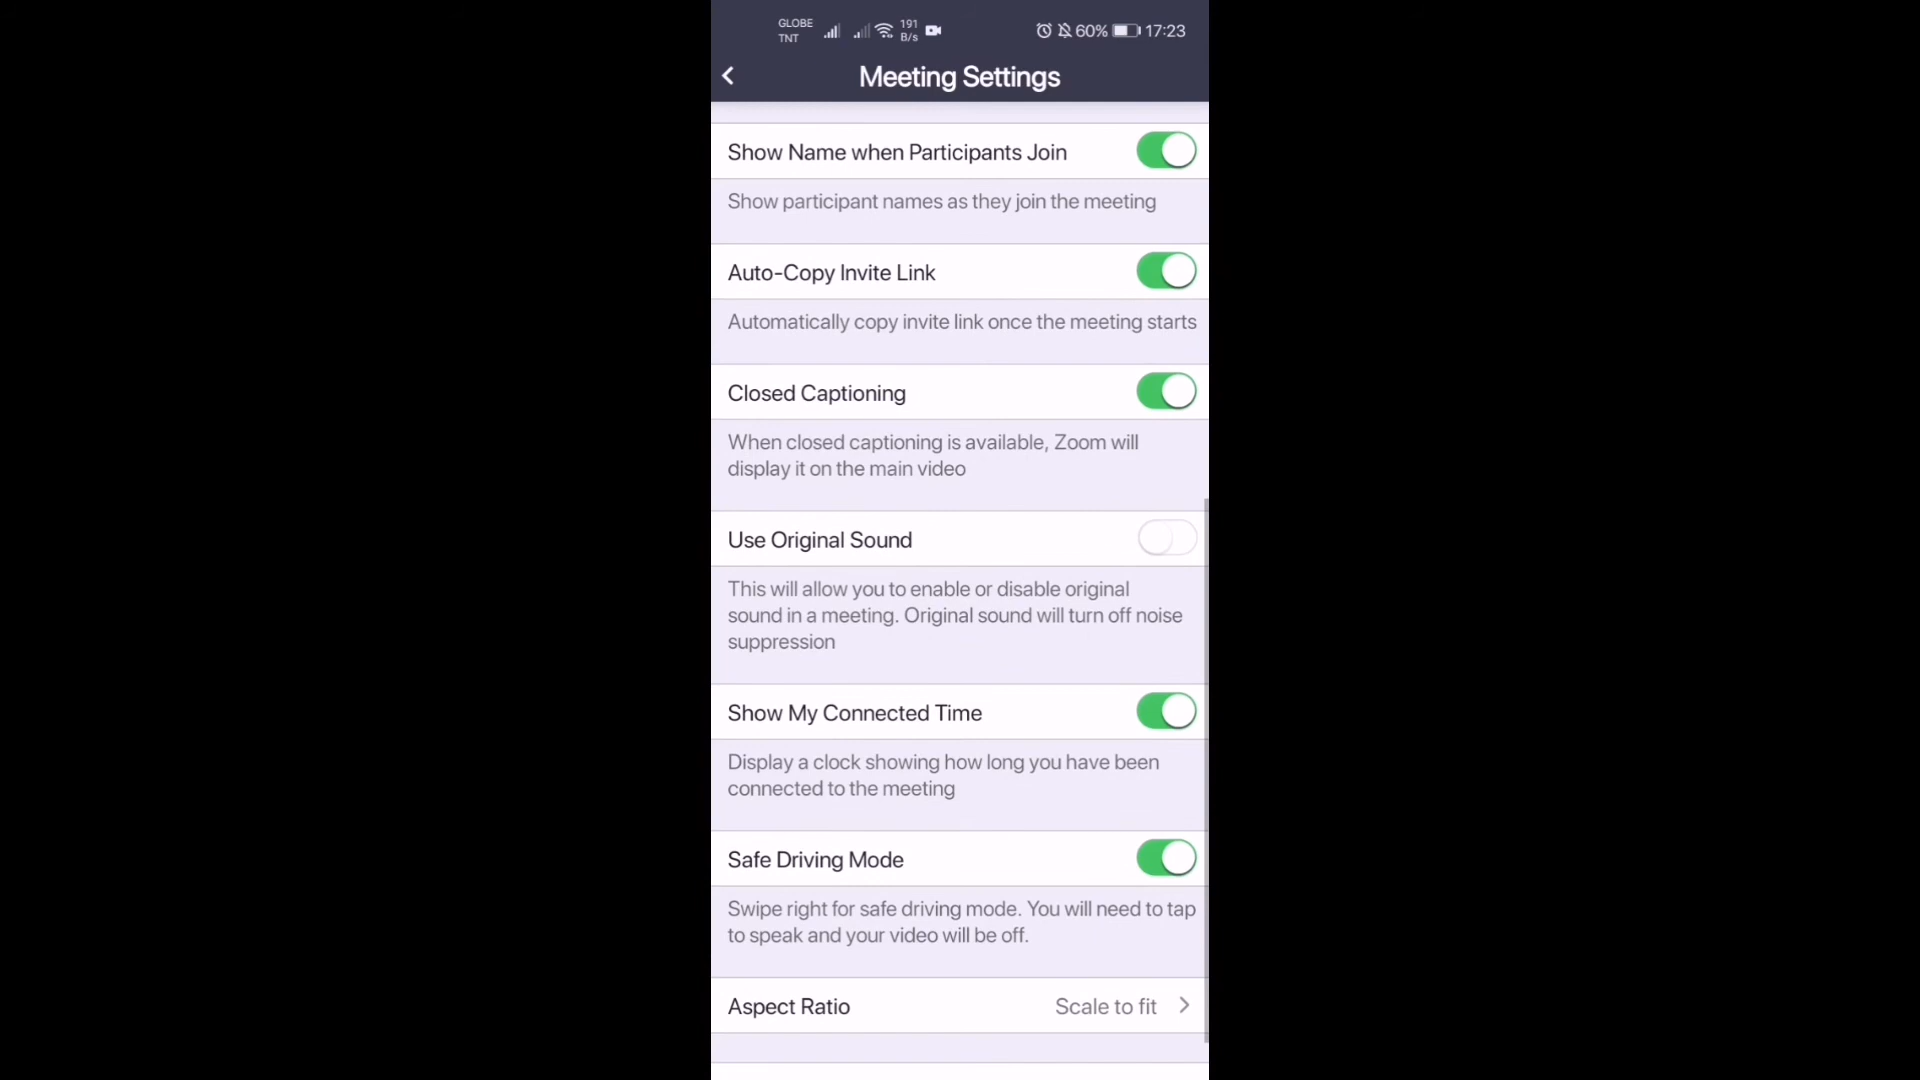 GLOBE
TNT
191
B/s
60%
17:23
Meeting Settings
Show Name when Participants Join
Show participant names as they join the meeting
Auto-Copy Invite Link
Automatically copy invite link once the meeting starts
Closed Captioning
When closed captioning is available, Zoom will
display it on the main video
Use Original Sound
This will allow you to enable or disable original
sound in a meeting. Original sound will turn off noise
suppression
Show My Connected Time
Display a clock showing how long you have been
connected to the meeting
Safe Driving Mode
Swipe right for safe driving mode. You will need to tap
to speak and your video will be off.
Aspect Ratio Scale to fit